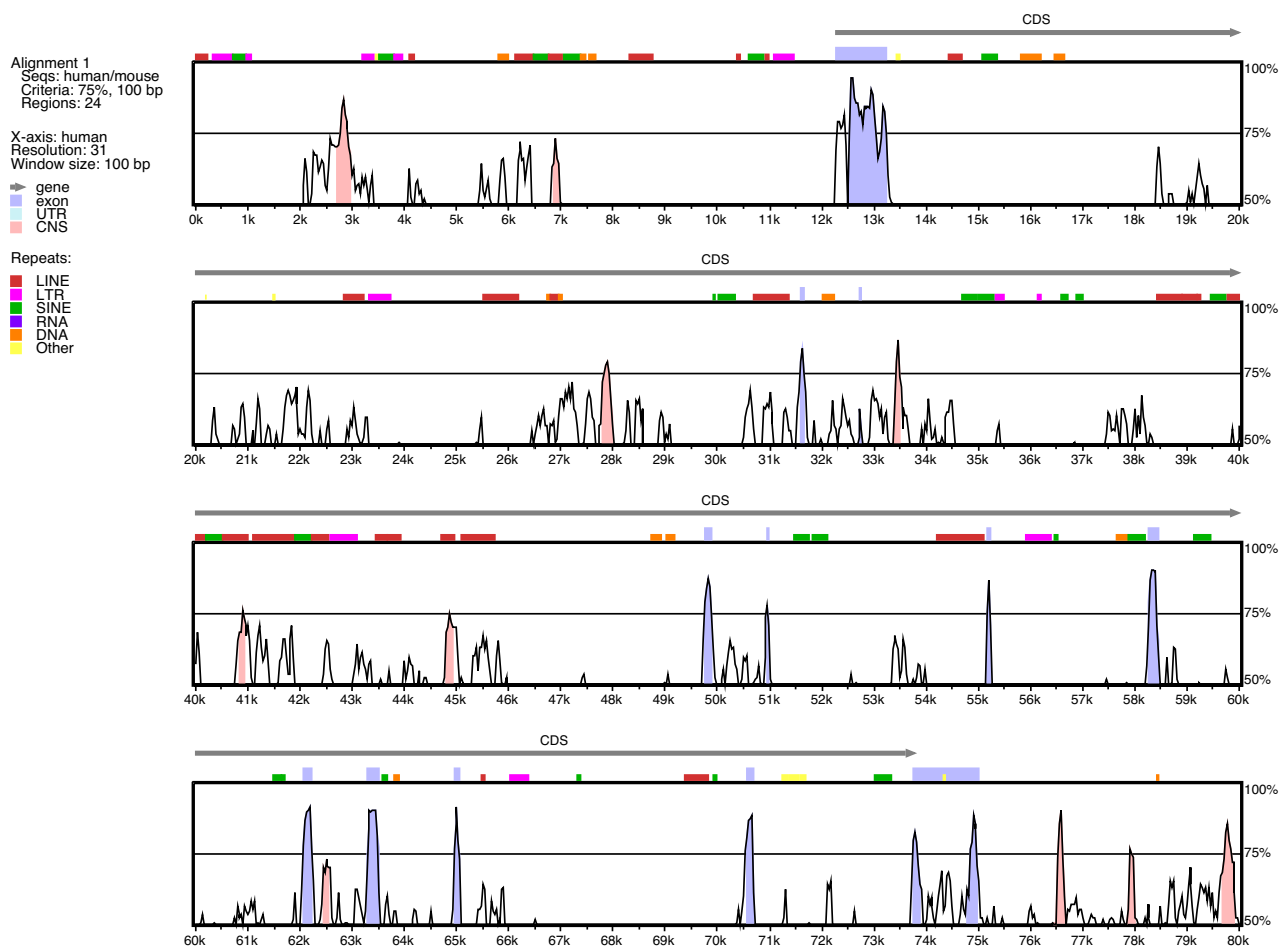 CDS
Alignment 1
Seqs: human/mouse
Criteria: 75%, 100 bp
Regions: 24
X-axis: human
Resolution: 31
Window size: 100 bp
gene
exon
UTR
CNS
Repeats:
LINE
LTR
SINE
RNA
DNA
Other
100%
75%
50%
0k 1k 2k 3k 4k 5k 6k 7k 8k 9k 10k 11k 12k 13k 14k 15k 16k 17k 18k 19k 20k
CDS
100%
75%
50%
20k 21k 22k 23k 24k 25k 26k 27k 28k 29k 30k 31k 32k 33k 34k 35k 36k 37k 38k 39k 40k
CDS
100%
75%
50%
40k 41k 42k 43k 44k 45k 46k 47k 48k 49k 50k 51k 52k 53k 54k 55k 56k 57k 58k 59k 60k
CDS
100%
75%
50%
60k 61k 62k 63k 64k 65k 66k 67k 68k 69k 70k 71k 72k 73k 74k 75k 76k 77k 78k 79k 80k